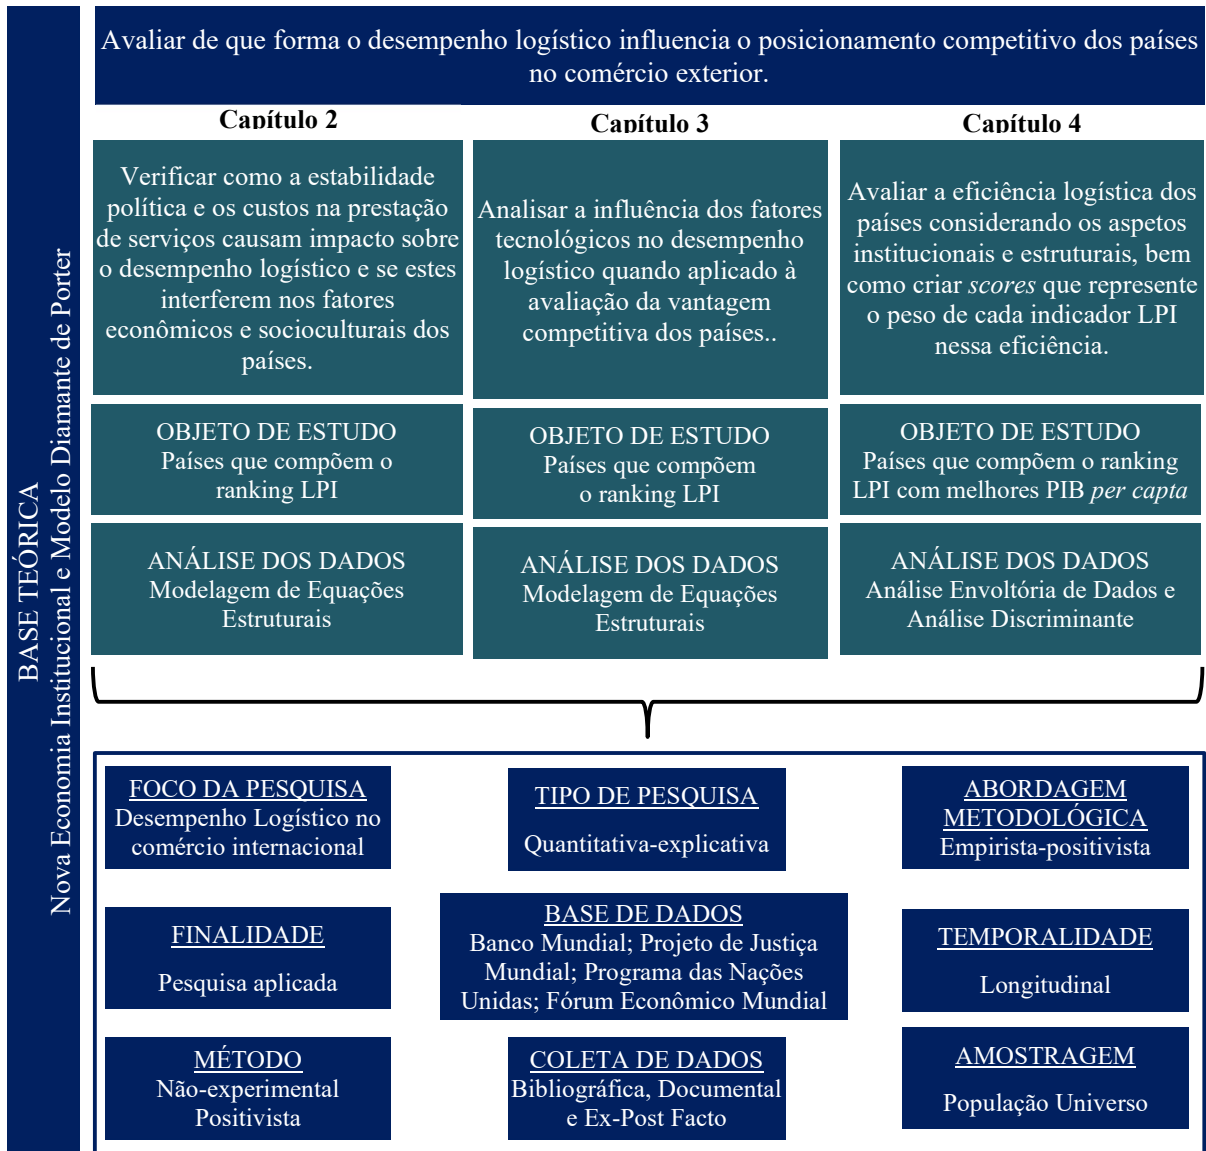 Avaliar de que forma o desempenho logístico influencia o posicionamento competitivo dos países
no comércio exterior.
BASE TEÓRICA
Nova Economia Institucional e Modelo Diamante de Porter
Capítulo 2
Verificar como a estabilidade
política e os custos na prestação
de serviços causam impacto sobre
o desempenho logístico e se estes
interferem nos fatores
econômicos e socioculturais dos
países.
OBJETO DE ESTUDO
Países que compõem o
ranking LPI
ANÁLISE DOS DADOS
Modelagem de Equações
Estruturais
Capítulo 3
Analisar a influência dos fatores
tecnológicos no desempenho
logístico quando aplicado à
avaliação da vantagem
competitiva dos países..
OBJETO DE ESTUDO
Países que compõem
o ranking LPI
ANÁLISE DOS DADOS
Modelagem de Equações
Estruturais
Capítulo 4
Avaliar a eficiência logística dos
países considerando os aspetos
institucionais e estruturais, bem
como criar scores que represente
o peso de cada indicador LPI
nessa eficiência.
OBJETO DE ESTUDO
Países que compõem o ranking
LPI com melhores PIB per capta
ANÁLISE DOS DADOS
Análise Envoltória de Dados e
Análise Discriminante
FOCO DA PESQUISA
Desempenho Logístico no
comércio internacional
TIPO DE PESQUISA
Quantitativa-explicativa
ABORDAGEM
METODOLÓGICA
Empirista-positivista
FINALIDADE
Pesquisa aplicada
BASE DE DADOS
Banco Mundial; Projeto de Justiça
Mundial; Programa das Nações
Unidas; Fórum Econômico Mundial
TEMPORALIDADE
Longitudinal
MÉTODO
Não-experimental
Positivista
COLETA DE DADOS
Bibliográfica, Documental
e Ex-Post Facto
AMOSTRAGEM
População Universo